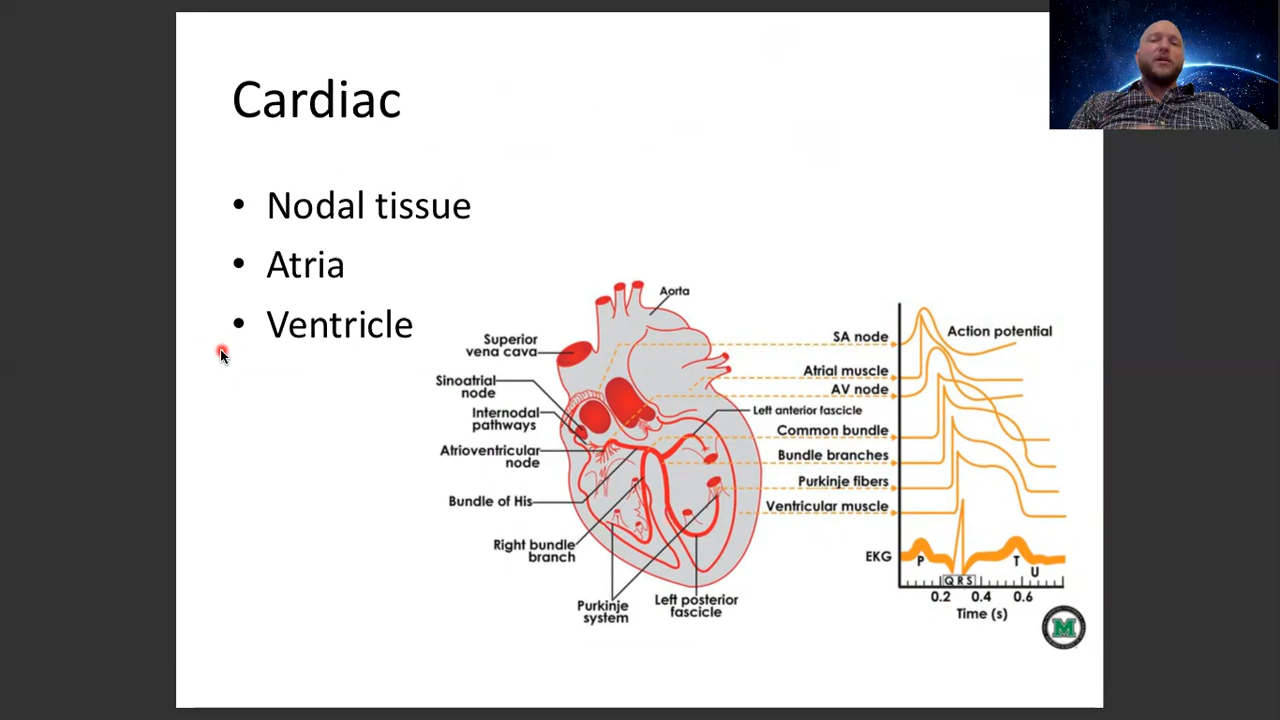 Cardiac
• Nodal tissue
• Atria
• Ventricle
Aorta
Superior
vena cava
Sinoatrial
node
Internodal
pathways
Atrioventricular
node
Bundle of His
Right bundle
branch
Purkinje
system
Left posterior
fascicle
Left anterior fascicle
SA node
Atrial muscle
AV node
Common bundle
Bundle branches
Purkinje fibers
Ventricular muscle
EKG
Action potential
P
Q R S
T
U
0.2 0.4 0.6
Time (s)
M